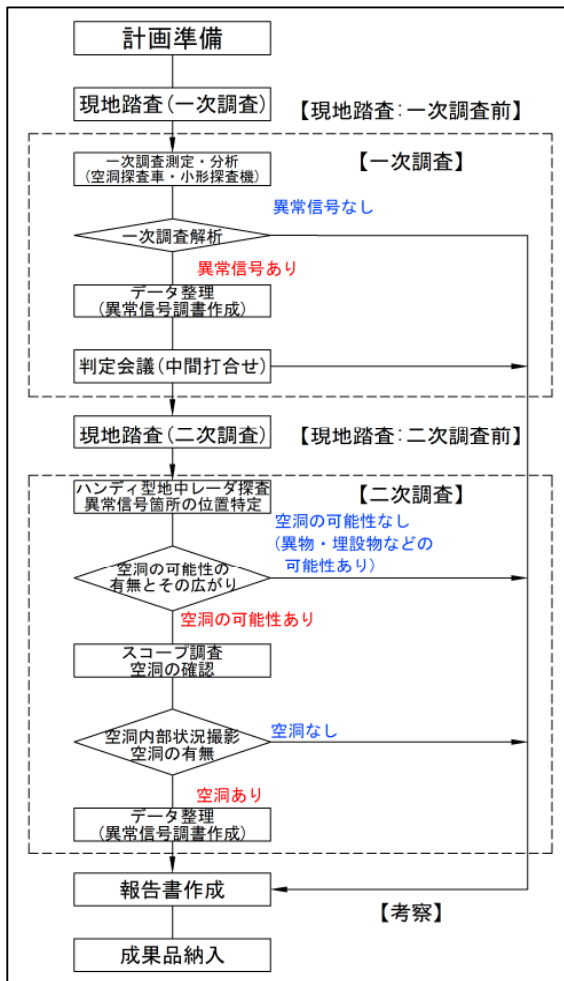 計画準備
現地踏査(一次調査)
【現地踏査:一次調査前】
【一次調査】
一次調査測定・分析
(空洞探査車・小形探査機)
異常信号なし
一次調査解析
異常信号あり
データ整理
(異常信号調書作成)
判定会議(中間打合せ)
現地踏査(二次調査)
【現地踏査:二次調査前】
【二次調査】
ハンディ型地中レーダ探査
異常信号箇所の位置特定
空洞の可能性なし
(異物・埋設物などの
可能性あり)
空洞の可能性の
有無とその広がり
空洞の可能性あり
スコープ調査
空洞の確認
空洞内部状況撮影
空洞の有無
空洞なし
空洞あり
データ整理
(異常信号調書作成)
報告書作成
【考察】
成果品納入